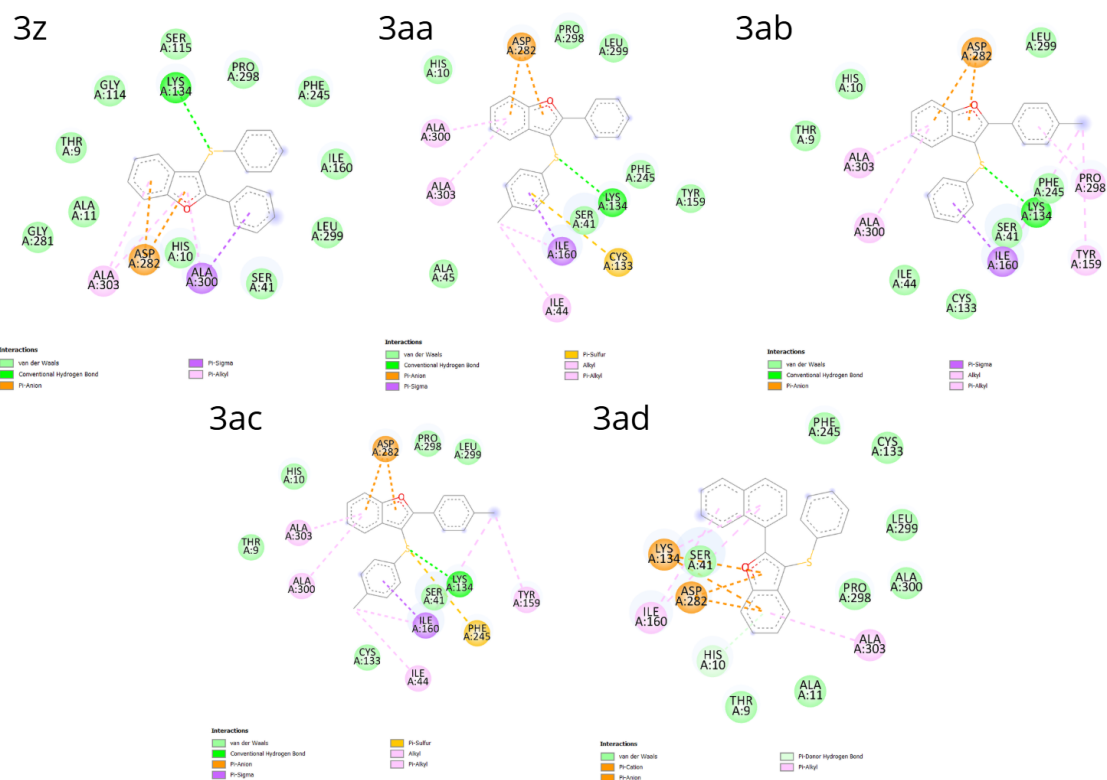 3z
SER
A:115
LYS
A:134
PRO
A:298
GLY
A:114
PHE
A:245
THR
A:9
ILE
A:160
S
O
ALA
A:11
GLY
A:281
LEU
A:299
HIS
A:10
ASP
A:282
ALA
A:300
ALA
A:303
SER
A:41
Interactions
van der Waals
Conventional Hydrogen Bond
Pi-Anion
Pi-Sigma
Pi-Alkyl
3aa
ASP
A:282
PRO
A:298
LEU
A:299
HIS
A:10
O
ALA
A:300
S
ALA
A:303
PHE
A:245
LYS
A:134
TYR
A:159
SER
A:41
ILE
A:160
CYS
A:133
ALA
A:45
ILE
A:44
Interactions
van der Waals
Conventional Hydrogen Bond
Pi-Anion
Pi-Sigma
Pi-Sulfur
Alkyl
Pi-Alkyl
3ab
ASP
A:282
LEU
A:299
HIS
A:10
THR
A:9
O
ALA
A:303
S
PHE
A:245
PRO
A:298
LYS
A:134
ALA
A:300
SER
A:41
ILE
A:160
TYR
A:159
ILE
A:44
CYS
A:133
Interactions
van der Waals
Conventional Hydrogen Bond
Pi-Anion
Pi-Sigma
Alkyl
Pi-Alkyl
3ac
ASP
A:282
PRO
A:298
LEU
A:299
HIS
A:10
O
ALA
A:303
THR
A:9
S
ALA
A:300
LYS
A:134
SER
A:41
TYR
A:159
ILE
A:160
PHE
A:245
CYS
A:133
ILE
A:44
Interactions
van der Waals
Conventional Hydrogen Bond
Pi-Anion
Pi-Sigma
Pi-Sulfur
Alkyl
Pi-Alkyl
3ad
PHE
A:245
CYS
A:133
LEU
A:299
LYS
A:134
SER
A:41
O
S
ASP
A:282
PRO
A:298
ALA
A:300
ILE
A:160
ALA
A:303
HIS
A:10
THR
A:9
ALA
A:11
Interactions
van der Waals
Pi-Cation
Pi-Anion
Pi-Donor Hydrogen Bond
Pi-Alkyl